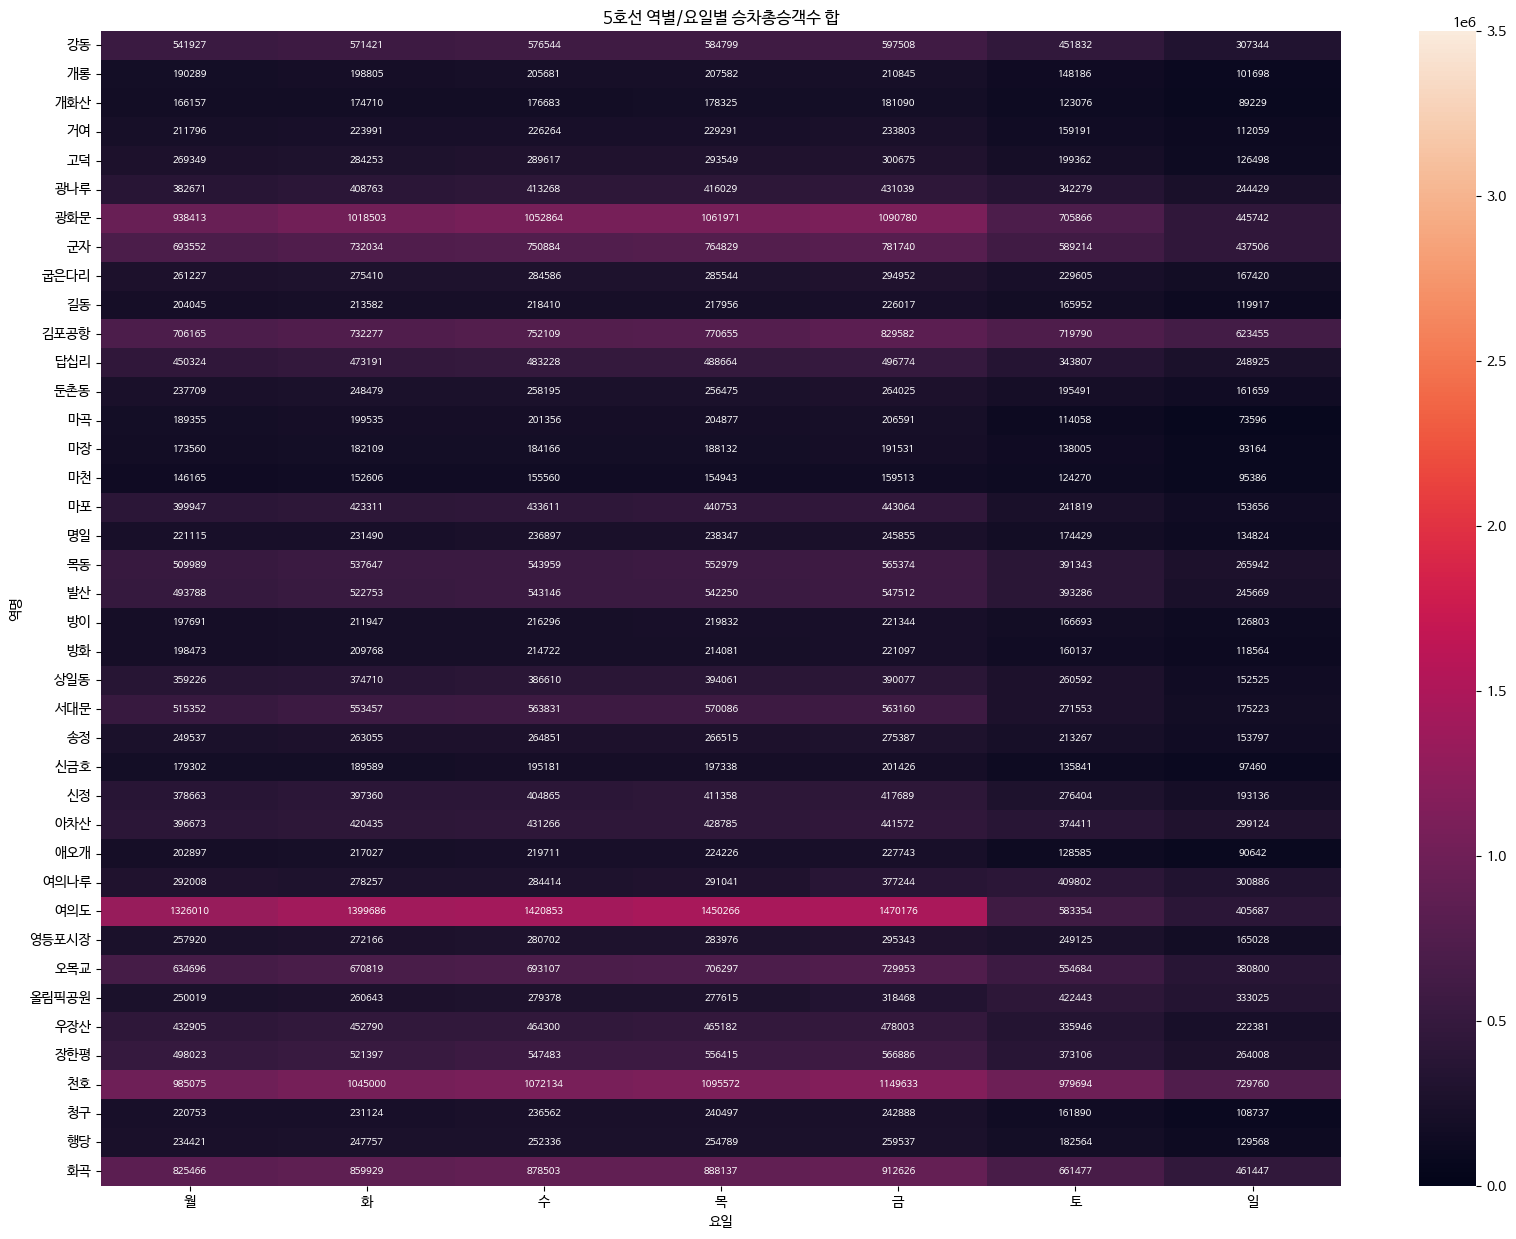 5호선 역별/요일별 승차총승객수 합
1e6
강동 541927 571421 576544 584799 597508 451832 307344
개롱 190289 198805 205681 207582 210845 148186 101698
개화산 166157 174710 176683 178325 181090 123076 89229
거여 211796 223991 226264 229291 233803 159191 112059
고덕 269349 284253 289617 293549 300675 199362 126498
광나루 382671 408763 413268 416029 431039 342279 244429
광화문 938413 1018503 1052864 1061971 1090780 705866 445742
군자 693552 732034 750884 764829 781740 589214 437506
굽은다리 261227 275410 284586 285544 294952 229605 167420
길동 204045 213582 218410 217956 226017 165952 119917
김포공항 706165 732277 752109 770655 829582 719790 623455
답십리 450324 473191 483228 488664 496774 343807 248925
둔촌동 237709 248479 258195 256475 264025 195491 161659
마곡 189355 199535 201356 204877 206591 114058 73596
마장 173560 182109 184166 188132 191531 138005 93164
마천 146165 152606 155560 154943 159513 124270 95386
마포 399947 423311 433611 440753 443064 241819 153656
명일 221115 231490 236897 238347 245855 174429 134824
목동 509989 537647 543959 552979 565374 391343 265942
발산 493788 522753 543146 542250 547512 393286 245669
방이 197691 211947 216296 219832 221344 166693 126803
방화 198473 209768 214722 214081 221097 160137 118564
상일동 359226 374710 386610 394061 390077 260592 152525
서대문 515352 553457 563831 570086 563160 271553 175223
송정 249537 263055 264851 266515 275387 213267 153797
신금호 179302 189589 195181 197338 201426 135841 97460
신정 378663 397360 404865 411358 417689 276404 193136
아차산 396673 420435 431266 428785 441572 374411 299124
애오개 202897 217027 219711 224226 227743 128585 90642
여의나루 292008 278257 284414 291041 377244 409802 300886
여의도 1326010 1399686 1420853 1450266 1470176 583354 405687
영등포시장 257920 272166 280702 283976 295343 249125 165028
오목교 634696 670819 693107 706297 729953 554684 380800
올림픽공원 250019 260643 279378 277615 318468 422443 333025
우장산 432905 452790 464300 465182 478003 335946 222381
장한평 498023 521397 547483 556415 566886 373106 264008
천호 985075 1045000 1072134 1095572 1149633 979694 729760
청구 220753 231124 236562 240497 242888 161890 108737
행당 234421 247757 252336 254789 259537 182564 129568
화곡 825466 859929 878503 888137 912626 661477 461447
월 화 수 목 금 토 일
요일
역명
3.5
3.0
2.5
2.0
1.5
1.0
0.5
0.0